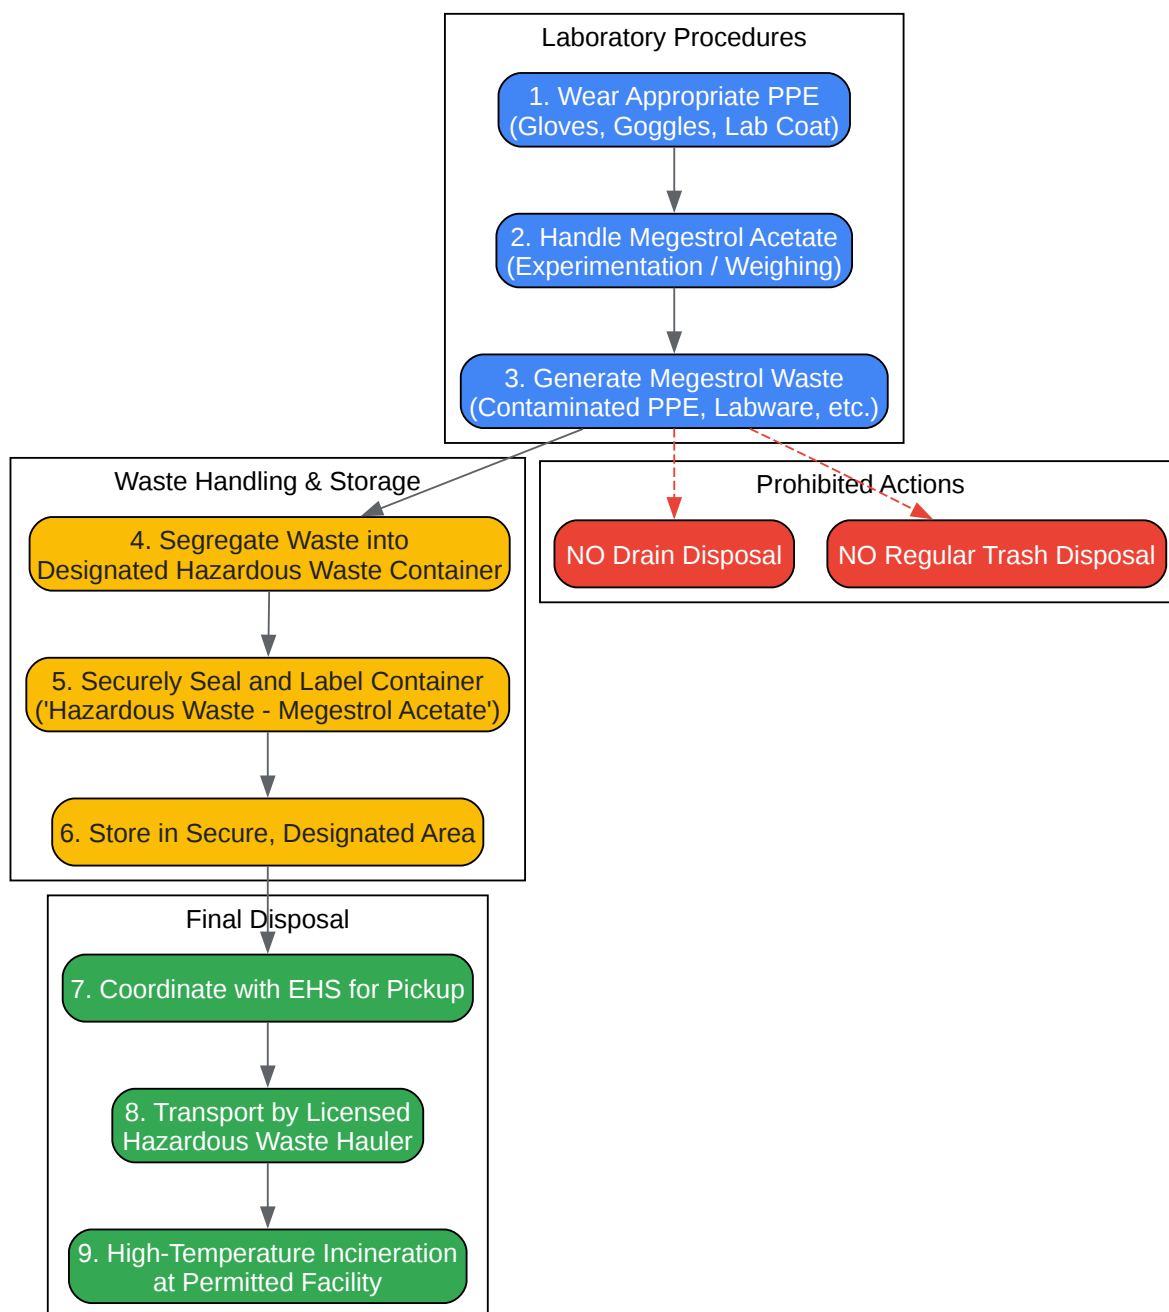 Laboratory Procedures
1. Wear Appropriate PPE
(Gloves, Goggles, Lab Coat)
2. Handle Megestrol Acetate
(Experimentation / Weighing)
3. Generate Megestrol Waste
(Contaminated PPE, Labware, etc.)
Waste Handling & Storage
4. Segregate Waste into
Designated Hazardous Waste Container
5. Securely Seal and Label Container
('Hazardous Waste - Megestrol Acetate')
6. Store in Secure, Designated Area
Prohibited Actions
NO Drain Disposal
NO Regular Trash Disposal
Final Disposal
7. Coordinate with EHS for Pickup
8. Transport by Licensed
Hazardous Waste Hauler
9. High-Temperature Incineration
at Permitted Facility